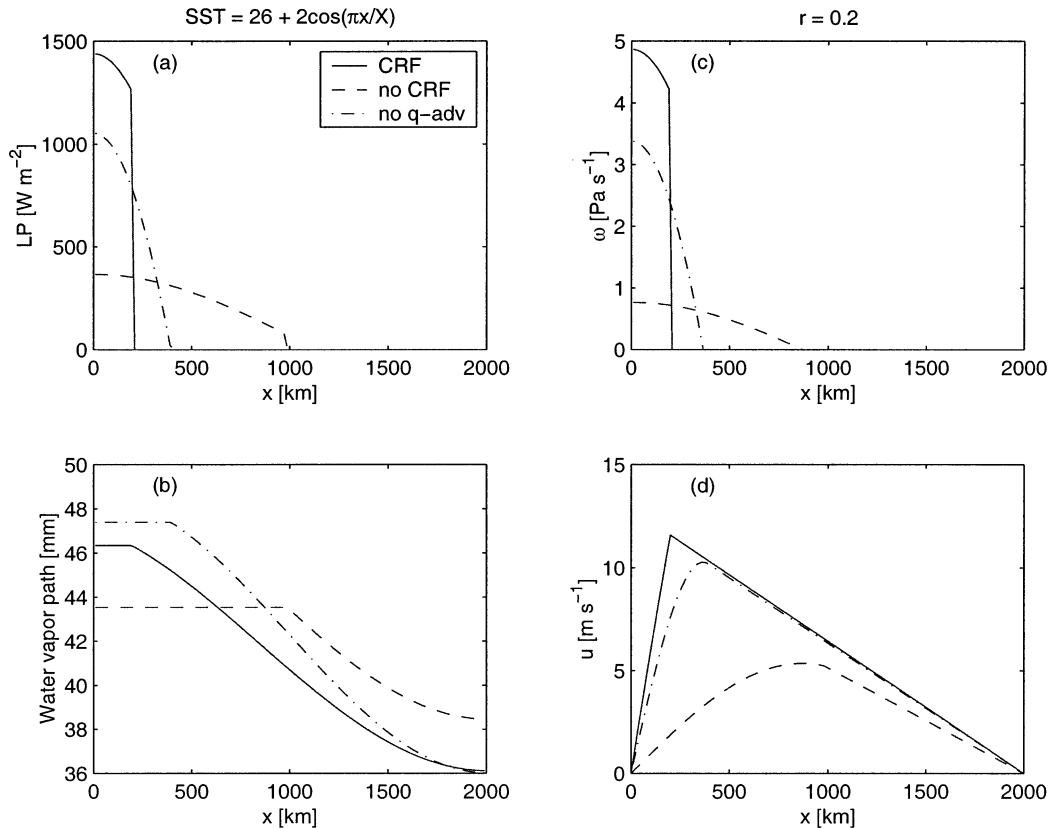 SST = 26 + 2cos(πx/X)
r = 0.2
1500
1000
500
0
LP [W m⁻²]
(a)
CRF
no CRF
no q−adv
0 500 1000 1500 2000
x [km]
5
4
3
2
1
0
ω [Pa s⁻¹]
(c)
0 500 1000 1500 2000
x [km]
50
48
46
44
42
40
38
36
Water vapor path [mm]
(b)
0 500 1000 1500 2000
x [km]
15
10
5
0
u [m s⁻¹]
(d)
0 500 1000 1500 2000
x [km]